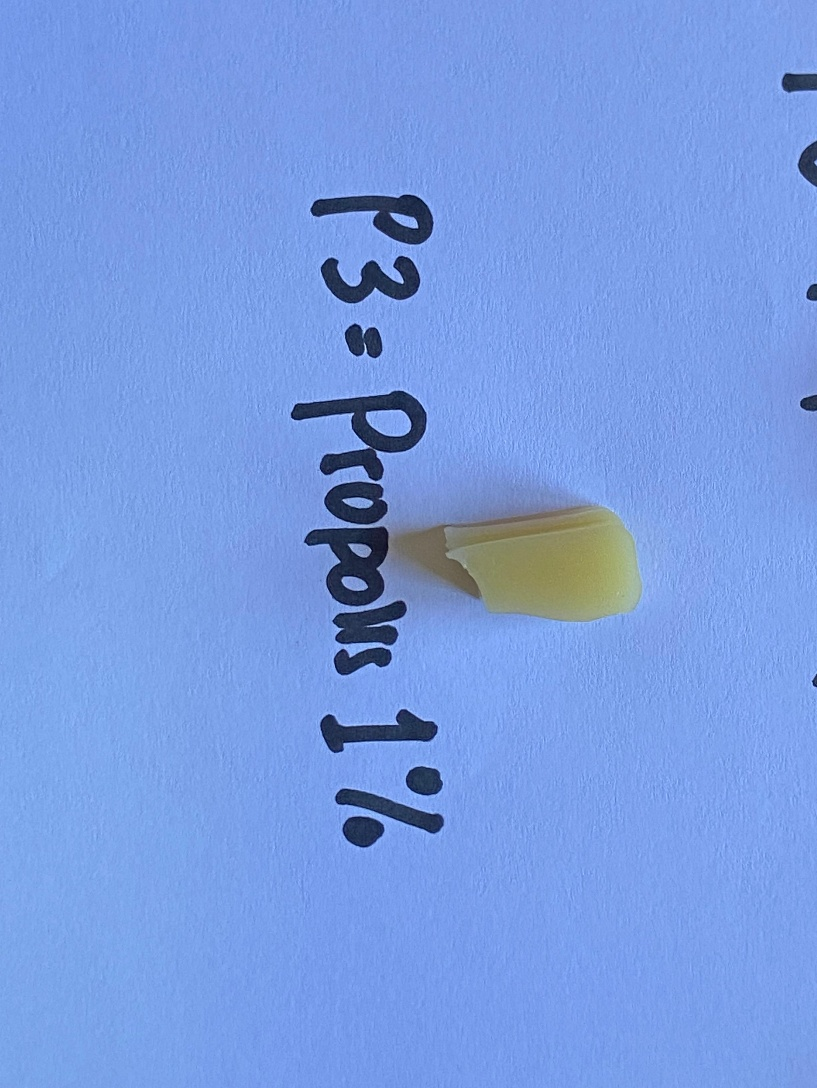 P3 = Propolis 1%